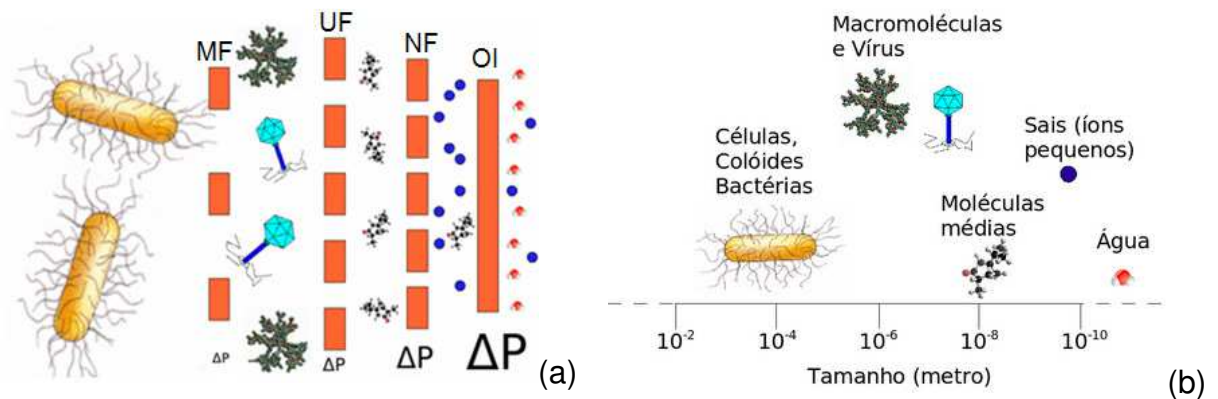 MF
UF
NF
OI
ΔP
ΔP
ΔP
ΔP
(a)
Macromoléculas
e Vírus
Células,
Colóides
Bactérias
Sais (íons
pequenos)
Moléculas
médias
Água
10-2
10-4
10-6
10-8
10-10
Tamanho (metro)
(b)